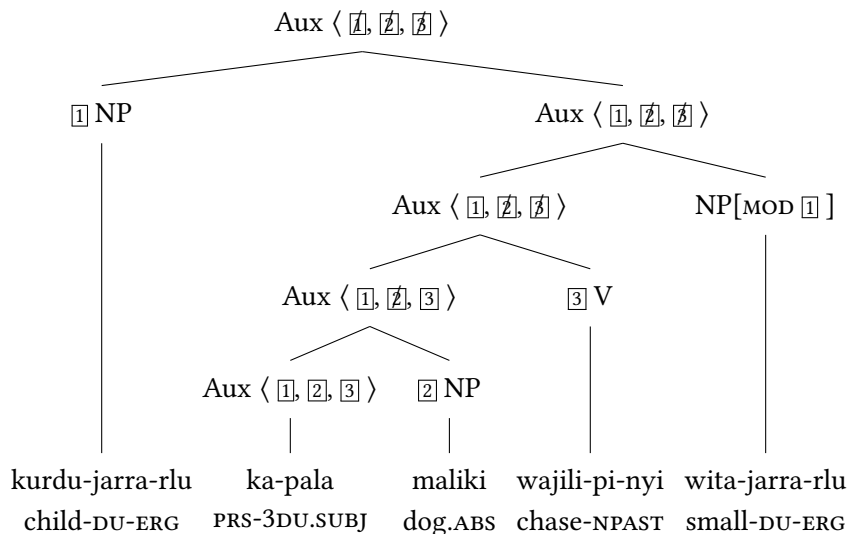 Aux ⟨ 1̸, 2̸, 3̸ ⟩
1 NP Aux ⟨ 1, 2̸, 3̸ ⟩
Aux ⟨ 1, 2̸, 3̸ ⟩ NP[MOD 1 ]
Aux ⟨ 1, 2̸, 3 ⟩ 3 V
Aux ⟨ 1, 2, 3 ⟩ 2 NP
kurdu-jarra-rlu ka-pala maliki wajili-pi-nyi wita-jarra-rlu
child-DU-ERG PRS-3DU.SUBJ dog.ABS chase-NPAST small-DU-ERG